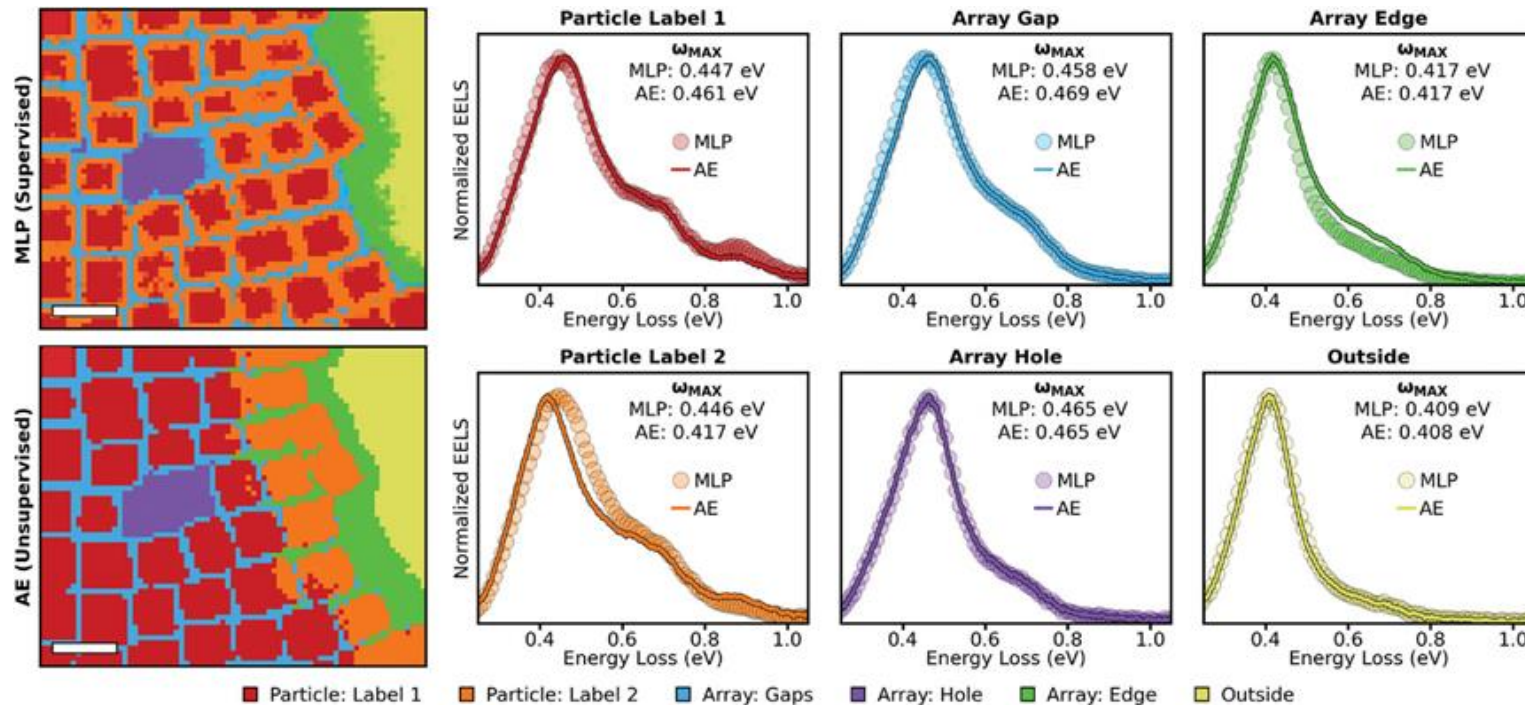 MLP (Supervised)
Particle Label 1
Normalized EELS
ωMAX
MLP: 0.447 eV
AE: 0.461 eV
MLP
AE
0.4 0.6 0.8 1.0
Energy Loss (eV)
Array Gap
ωMAX
MLP: 0.458 eV
AE: 0.469 eV
MLP
AE
0.4 0.6 0.8 1.0
Energy Loss (eV)
Array Edge
ωMAX
MLP: 0.417 eV
AE: 0.417 eV
MLP
AE
0.4 0.6 0.8 1.0
Energy Loss (eV)
AE (Unsupervised)
Particle Label 2
Normalized EELS
ωMAX
MLP: 0.446 eV
AE: 0.417 eV
MLP
AE
0.4 0.6 0.8 1.0
Energy Loss (eV)
Array Hole
ωMAX
MLP: 0.465 eV
AE: 0.465 eV
MLP
AE
0.4 0.6 0.8 1.0
Energy Loss (eV)
Outside
ωMAX
MLP: 0.409 eV
AE: 0.408 eV
MLP
AE
0.4 0.6 0.8 1.0
Energy Loss (eV)
Particle: Label 1 Particle: Label 2 Array: Gaps Array: Hole Array: Edge Outside